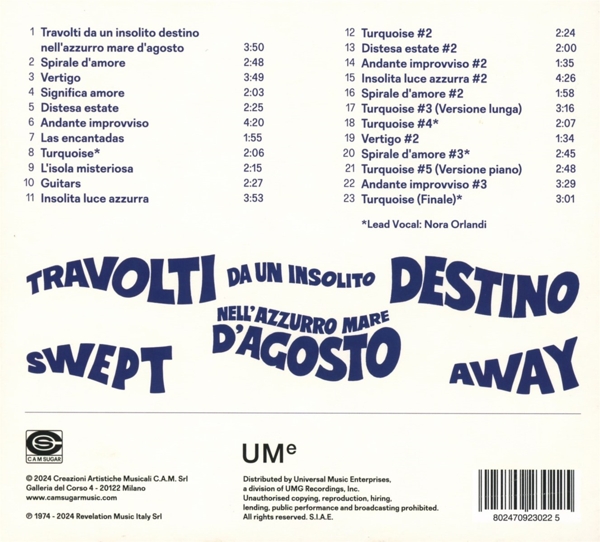 1 Travolti da un insolito destino
nell'azzurro mare d'agosto 3:50
2 Spirale d'amore 2:48
3 Vertigo 3:49
4 Significa amore 2:03
5 Distesa estate 2:25
6 Andante improvviso 4:20
7 Las encantadas 1:55
8 Turquoise* 2:06
9 L'isola misteriosa 2:15
10 Guitars 2:27
11 Insolita luce azzurra 3:53
12 Turquoise #2 2:24
13 Distesa estate #2 2:00
14 Andante improvviso #2 1:35
15 Insolita luce azzurra #2 4:26
16 Spirale d'amore #2 1:58
17 Turquoise #3 (Versione lunga) 3:16
18 Turquoise #4* 2:07
19 Vertigo #2 1:34
20 Spirale d'amore #3* 2:45
21 Turquoise #5 (Versione piano) 2:48
22 Andante improvviso #3 3:29
23 Turquoise (Finale)* 3:01
*Lead Vocal: Nora Orlandi
TRAVOLTI DA UN INSOLITO DESTINO
NELL'AZZURRO MARE
D'AGOSTO
SWEPT AWAY
CS
CAM SUGAR
© 2024 Creazioni Artistiche Musicali C.A.M. Srl
Galleria del Corso 4 - 20122 Milano
www.camsugarmusic.com
℗ 1974 - 2024 Revelation Music Italy Srl
UMe
Distributed by Universal Music Enterprises,
a division of UMG Recordings, Inc.
Unauthorised copying, reproduction, hiring,
lending, public performance and broadcasting prohibited.
All rights reserved. S.I.A.E.
802470923022 5